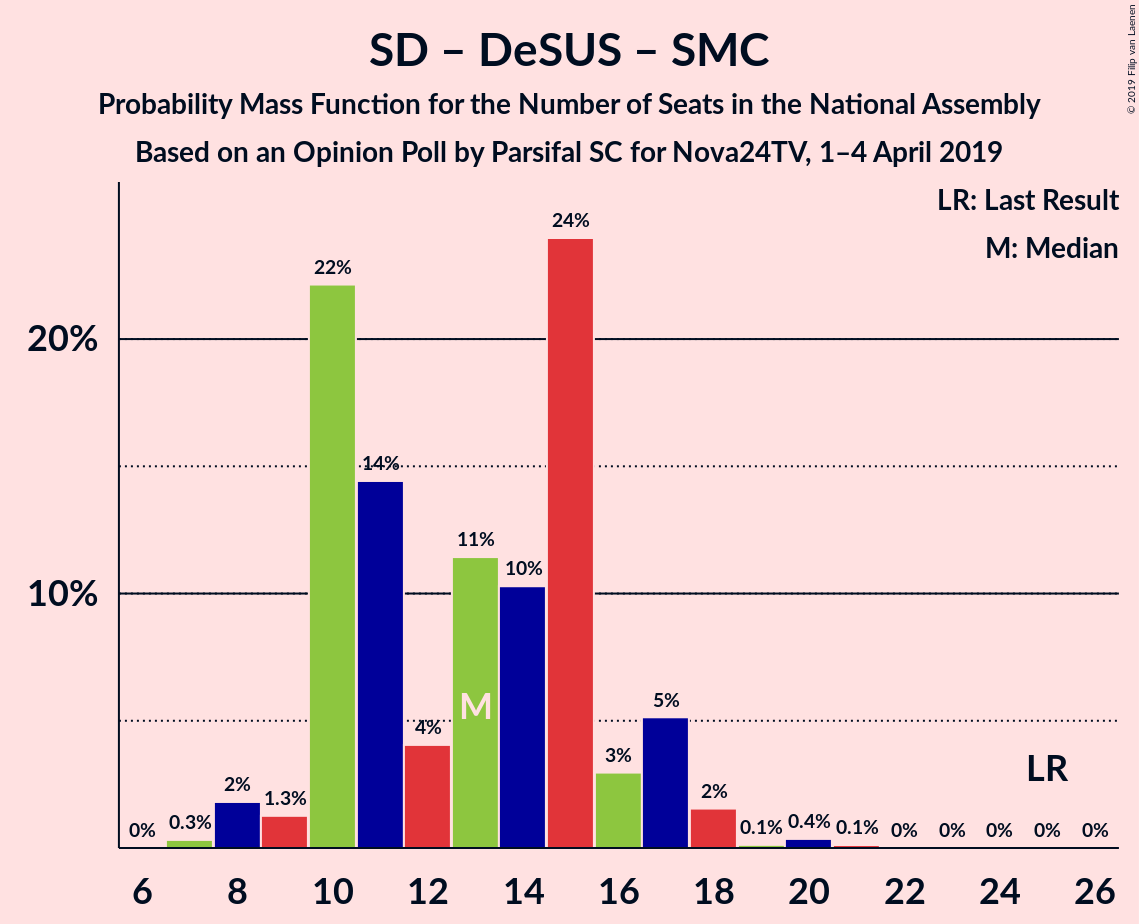 SD – DeSUS – SMC
Probability Mass Function for the Number of Seats in the National Assembly
Based on an Opinion Poll by Parsifal SC for Nova24TV, 1–4 April 2019
© 2019 Filip van Laenen
LR: Last Result
M: Median
24%
22%
20%
14%
11%
10%
10%
M
5%
4%
3%
LR
2%
1.3%
2%
0%
0.3%
0.1%
0.4%
0.1%
0%
0%
0%
0%
0%
6 8 10 12 14 16 18 20 22 24 26